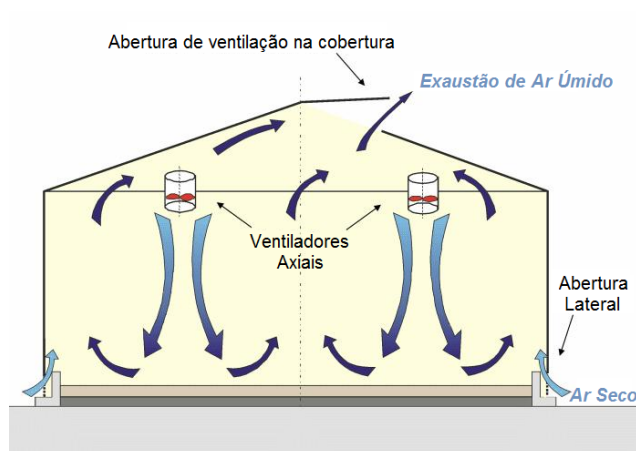 Abertura de ventilação na cobertura
Exaustão de Ar Úmido
Ventiladores
Axiais
Abertura
Lateral
Ar Seco